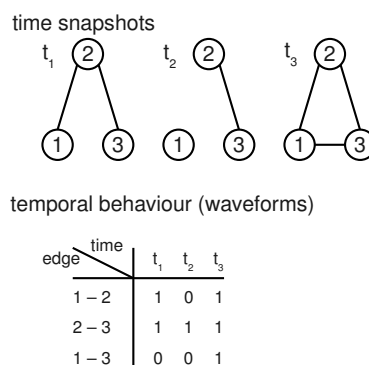 time snapshots
t1 2 t2 2 t3 2
1 3 1 3 1 3
temporal behaviour (waveforms)
time
edge t1 t2 t3
1 – 2 1 0 1
2 – 3 1 1 1
1 – 3 0 0 1